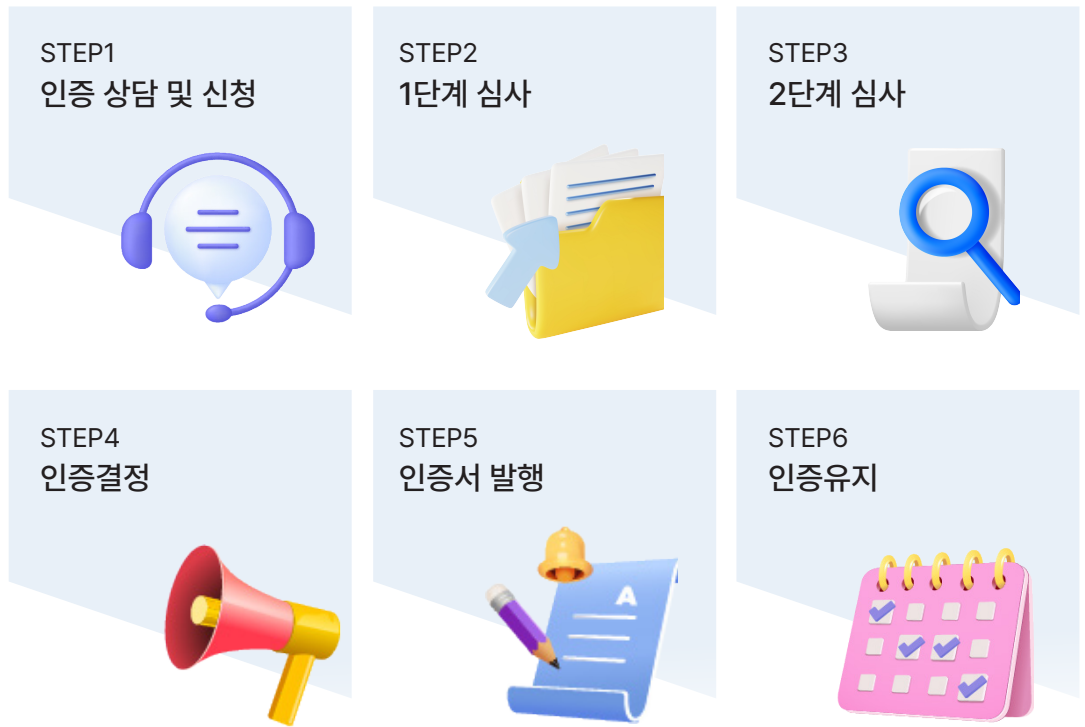 STEP1
인증 상담 및 신청
STEP2
1단계 심사
STEP3
2단계 심사
STEP4
인증결정
STEP5
인증서 발행
A
STEP6
인증유지